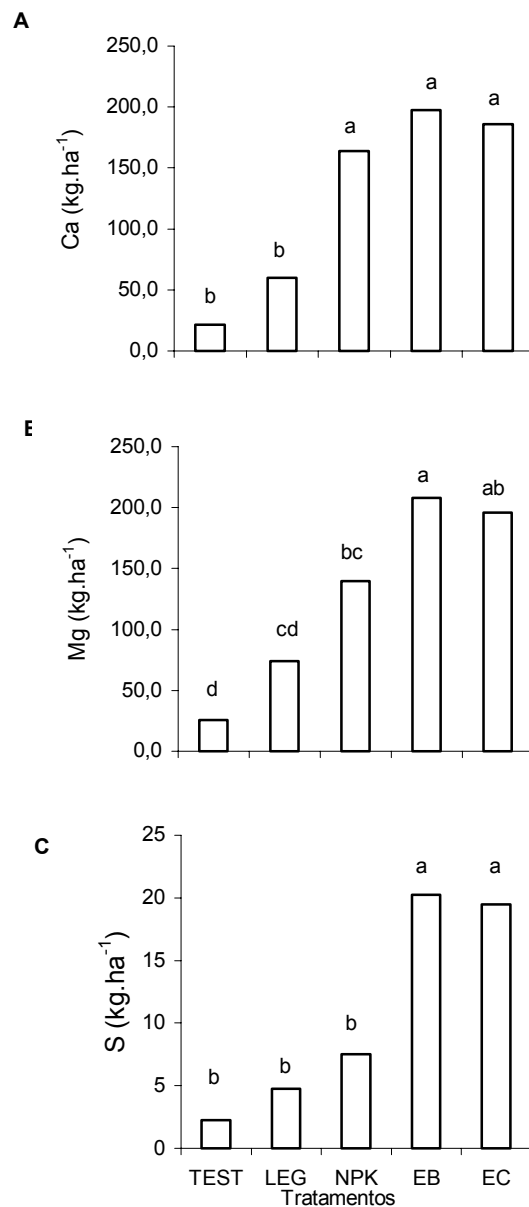 A
Ca (kg.ha⁻¹)
250,0
200,0
150,0
100,0
50,0
0,0
b
b
a
a
a
Mg (kg.ha⁻¹)
250,0
200,0
150,0
100,0
50,0
0,0
d
cd
bc
a
ab
C
S (kg.ha⁻¹)
25
20
15
10
5
0
b
b
b
a
a
TEST LEG NPK EB EC
Tratamentos